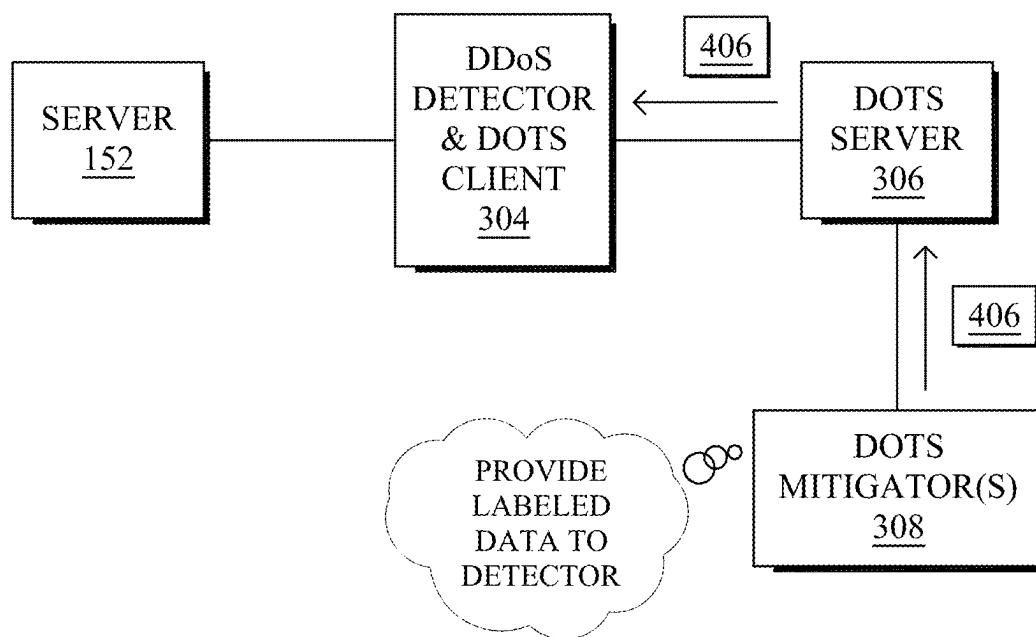 SERVER
152
DDoS
DETECTOR
& DOTS
CLIENT
304
406
DOTS
SERVER
306
406
DOTS
MITIGATOR(S)
308
PROVIDE
LABELED
DATA TO
DETECTOR